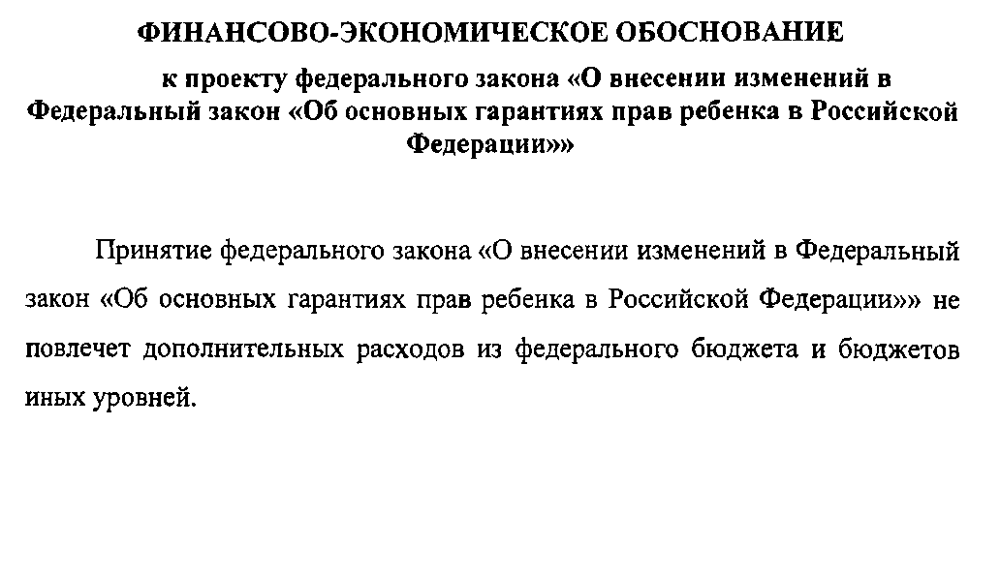 ФИНАНСОВО-ЭКОНОМИЧЕСКОЕ ОБОСНОВАНИЕ
к проекту федерального закона «О внесении изменений в
Федеральный закон «Об основных гарантиях прав ребенка в Российской
Федерации»»
Принятие федерального закона «О внесении изменений в Федеральный
закон «Об основных гарантиях прав ребенка в Российской Федерации»» не
повлечет дополнительных расходов из федерального бюджета и бюджетов
иных уровней.